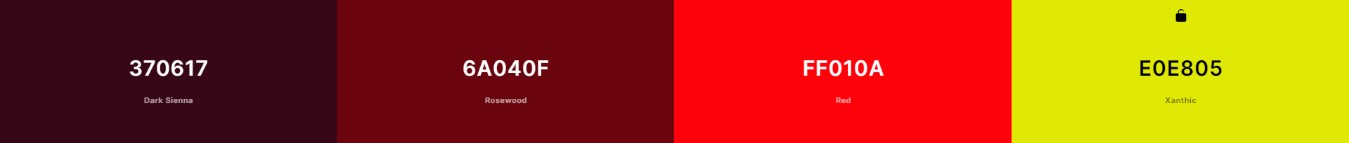 370617
Dark Sienna
6A040F
Rosewood
FF010A
Red
E0E805
Xanthic